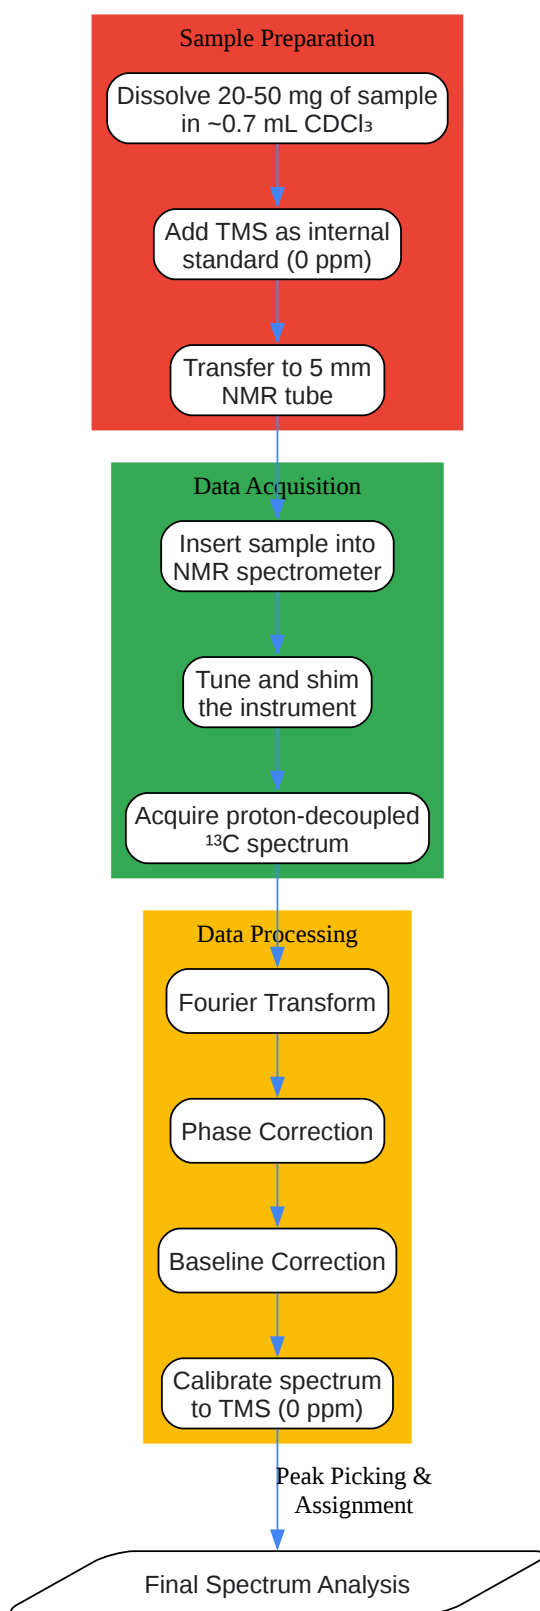 Sample Preparation
Dissolve 20-50 mg of sample
in ~0.7 mL CDCl₃
Add TMS as internal
standard (0 ppm)
Transfer to 5 mm
NMR tube
Data Acquisition
Insert sample into
NMR spectrometer
Tune and shim
the instrument
Acquire proton-decoupled
¹³C spectrum
Data Processing
Fourier Transform
Phase Correction
Baseline Correction
Calibrate spectrum
to TMS (0 ppm)
Peak Picking &
Assignment
Final Spectrum Analysis